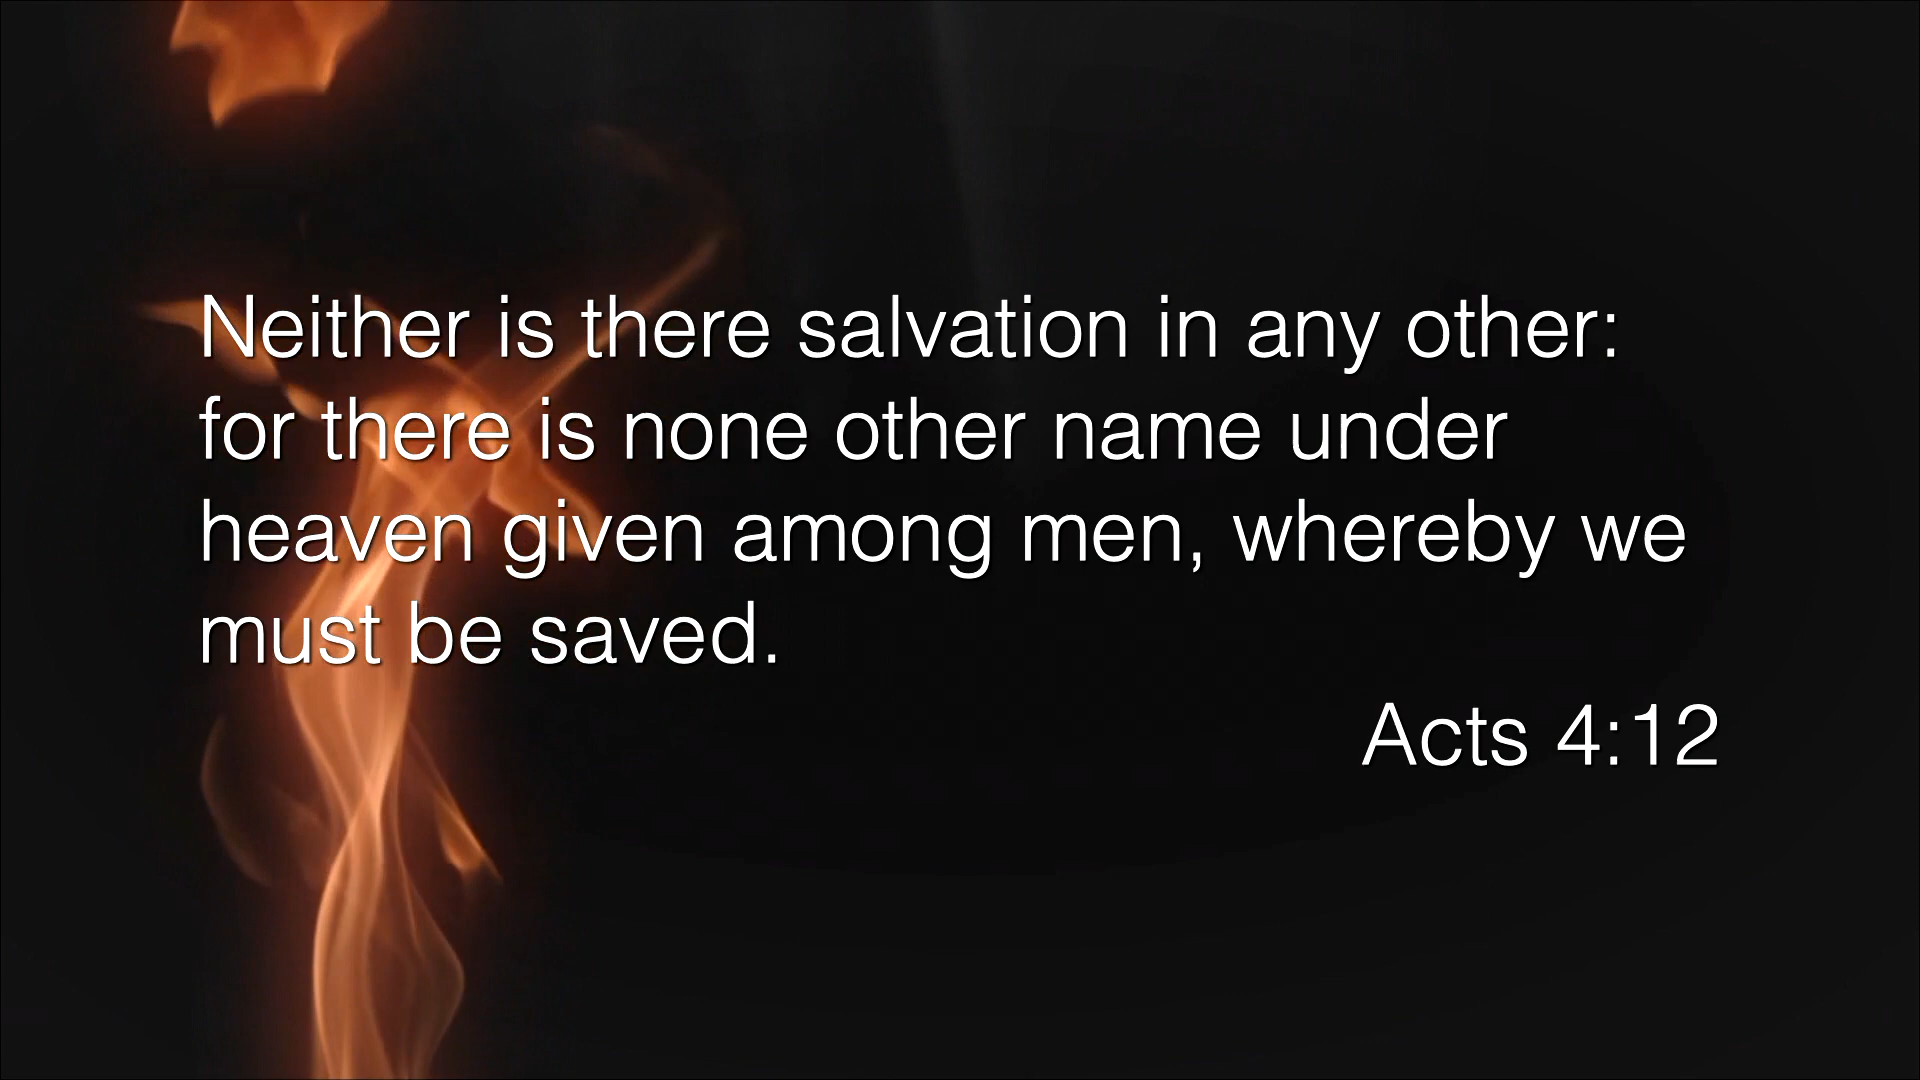 Neither is there salvation in any other:
for there is none other name under
heaven given among men, whereby we
must be saved.
Acts 4:12